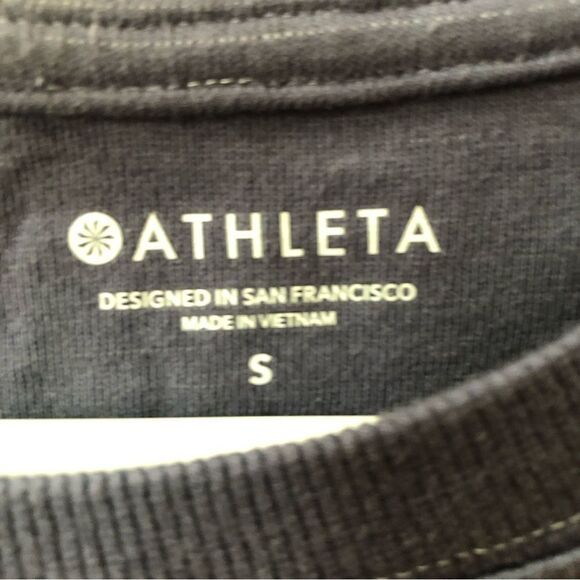 ATHLETA
DESIGNED IN SAN FRANCISCO
MADE IN VIETNAM
S